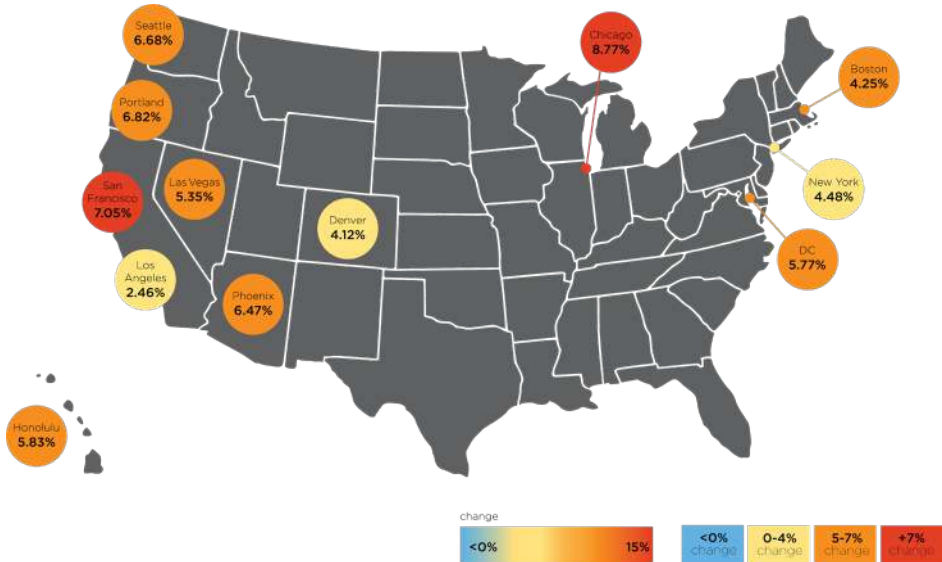 Seattle
6.68%
Chicago
8.77%
Boston
4.25%
Portland
6.82%
San
Francisco
7.05%
Las Vegas
5.35%
New York
4.48%
Denver
4.12%
DC
5.77%
Los
Angeles
2.46%
Phoenix
6.47%
Honolulu
5.83%
change
<0% 15%
<0%
change
0-4%
change
5-7%
change
+7%
change